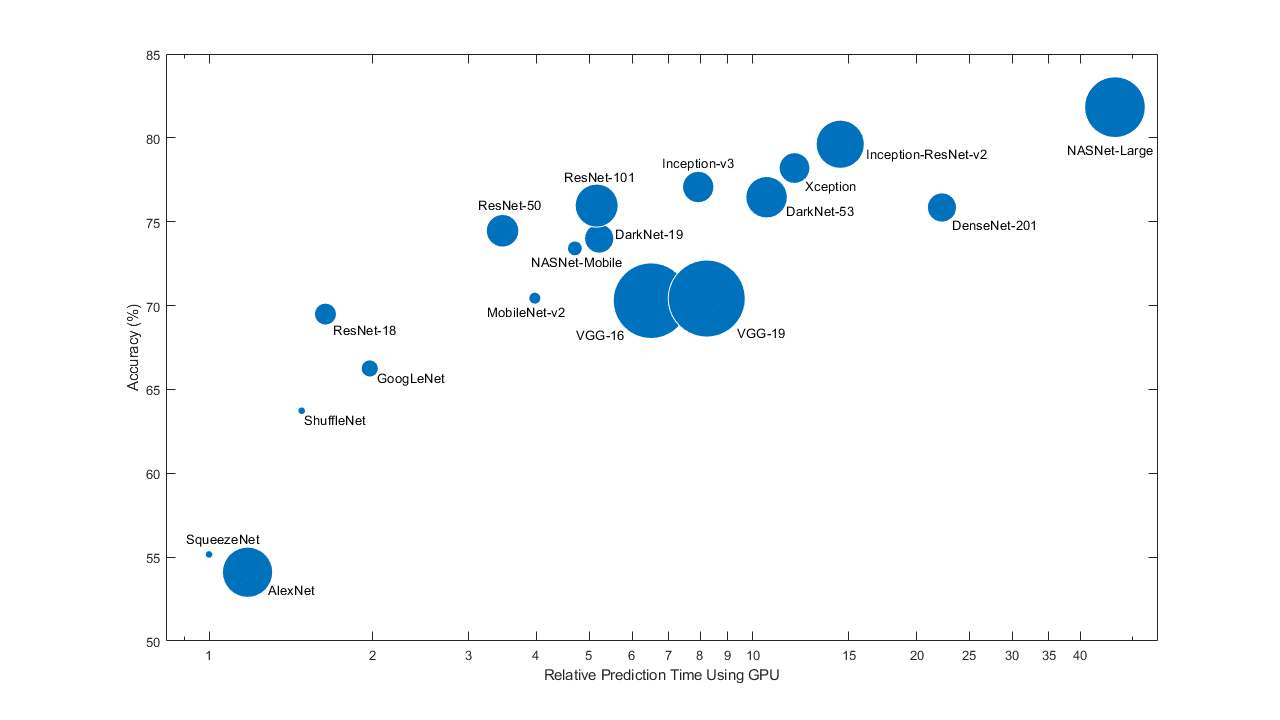 85
80
75
70
65
60
55
50
Accuracy (%)
NASNet-Large
Inception-ResNet-v2
Inception-v3
Xception
ResNet-101
DarkNet-53
ResNet-50
DenseNet-201
DarkNet-19
NASNet-Mobile
MobileNet-v2
VGG-16
VGG-19
ResNet-18
GoogLeNet
ShuffleNet
SqueezeNet
AlexNet
1 2 3 4 5 6 7 8 9 10 15 20 25 30 35 40
Relative Prediction Time Using GPU